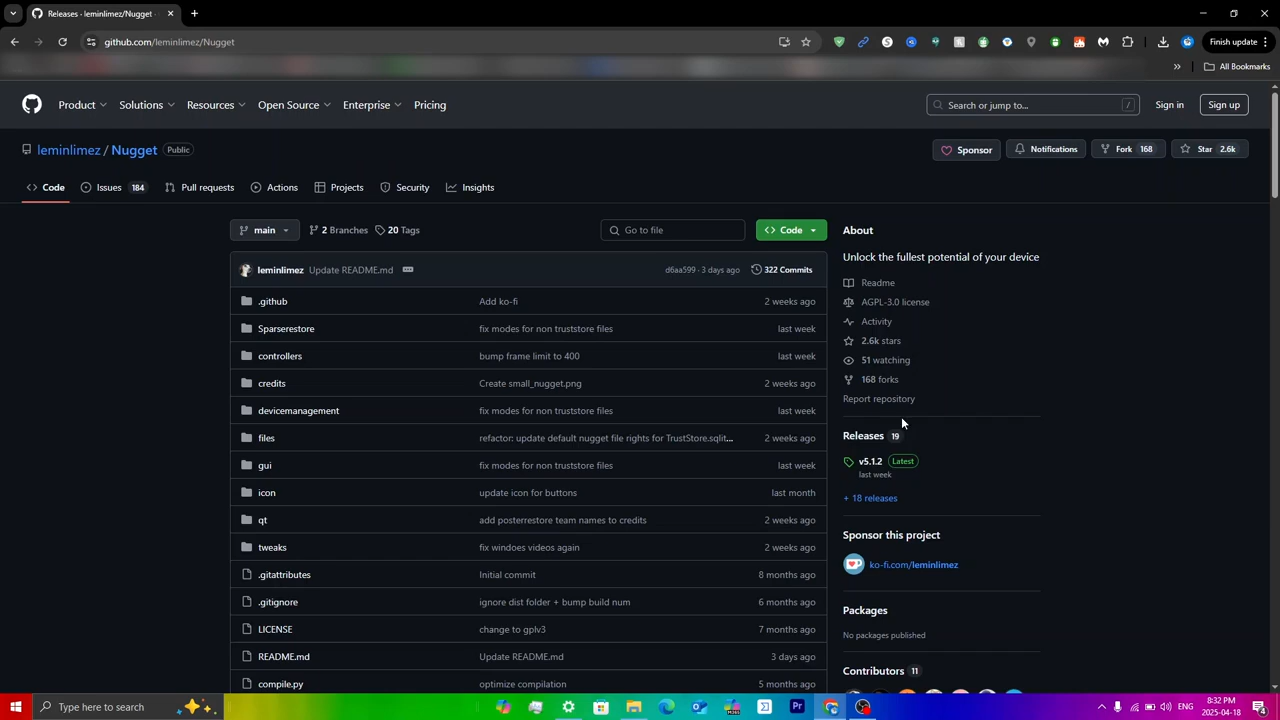 Releases · leminlimez/Nugget
github.com/leminlimez/Nugget
Finish update
All Bookmarks
Product Solutions Resources Open Source Enterprise Pricing
Search or jump to... /
Sign in
Sign up
leminlimez / Nugget Public
Sponsor
Notifications
Fork 168
Star 2.6k
Code
Issues 184
Pull requests
Actions
Projects
Security
Insights
main
2 Branches
20 Tags
Go to file
Code
leminlimez Update README.md d6aa599 · 3 days ago 322 Commits
.github Add ko-fi 2 weeks ago
Sparserestore fix modes for non truststore files last week
controllers bump frame limit to 400 last week
credits Create small_nugget.png 2 weeks ago
devicemanagement fix modes for non truststore files last week
files refactor: update default nugget file rights for TrustStore.sqlit... 2 weeks ago
gui fix modes for non truststore files last week
icon update icon for buttons last month
qt add posterrestore team names to credits 2 weeks ago
tweaks fix windoes videos again 2 weeks ago
.gitattributes Initial commit 8 months ago
.gitignore ignore dist folder + bump build num 6 months ago
LICENSE change to gplv3 7 months ago
README.md Update README.md 3 days ago
compile.py optimize compilation 5 months ago
About
Unlock the fullest potential of your device
Readme
AGPL-3.0 license
Activity
2.6k stars
51 watching
168 forks
Report repository
Releases 19
v5.1.2 Latest
last week
+ 18 releases
Sponsor this project
ko-fi.com/leminlimez
Packages
No packages published
Contributors 11
Type here to search
ENG
8:32 PM
2025-04-18